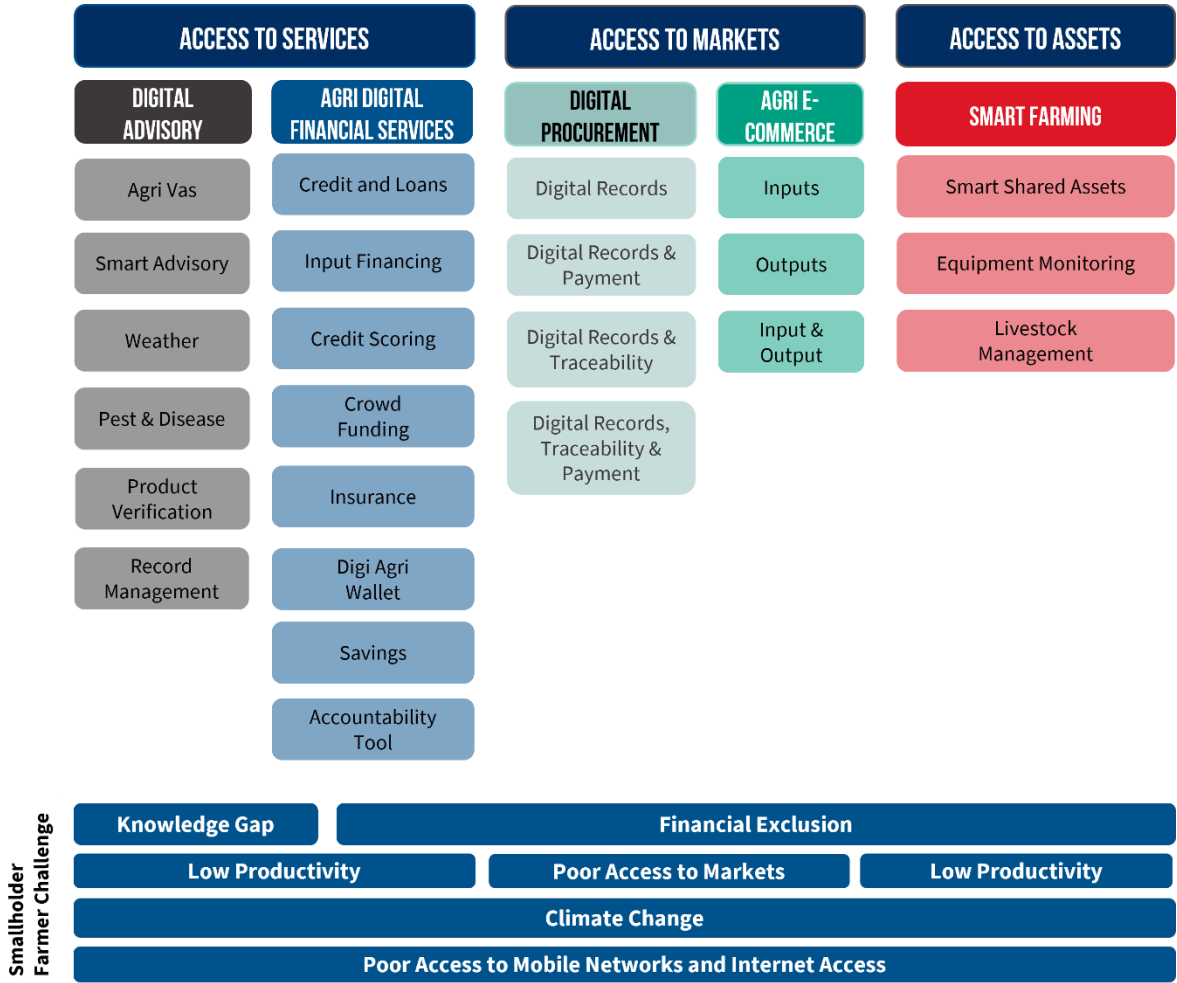 ACCESS TO SERVICES
ACCESS TO MARKETS
ACCESS TO ASSETS
DIGITAL
ADVISORY
AGRI DIGITAL
FINANCIAL SERVICES
DIGITAL
PROCUREMENT
AGRI E-
COMMERCE
SMART FARMING
Agri Vas
Smart Advisory
Weather
Pest & Disease
Product
Verification
Record
Management
Credit and Loans
Input Financing
Credit Scoring
Crowd
Funding
Insurance
Digi Agri
Wallet
Savings
Accountability
Tool
Digital Records
Digital Records &
Payment
Digital Records &
Traceability
Digital Records,
Traceability &
Payment
Inputs
Outputs
Input &
Output
Smart Shared Assets
Equipment Monitoring
Livestock
Management
Smallholder
Farmer Challenge
Knowledge Gap
Financial Exclusion
Low Productivity
Poor Access to Markets
Low Productivity
Climate Change
Poor Access to Mobile Networks and Internet Access